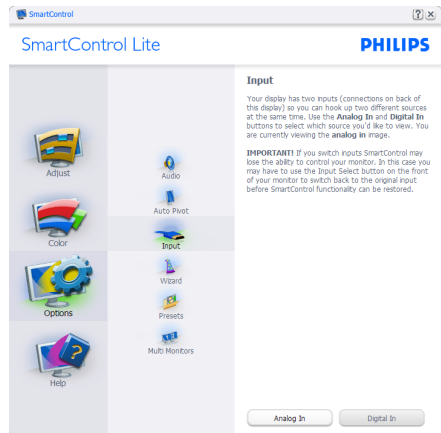 SmartControl
SmartControl Lite
PHILIPS
Adjust
Color
Options
Help
Audio
Auto Pivot
Input
Wizard
Presets
Multi Monitors
Input
Your display has two inputs (connections on back of
this display) so you can hook up two different sources
at the same time. Use the Analog In and Digital In
buttons to select which source you'd like to view. You
are currently viewing the analog in image.
IMPORTANT! If you switch inputs SmartControl may
lose the ability to control your monitor. In this case you
may have to use the Input Select button on the front
of your monitor to switch back to the original input
before SmartControl functionality can be restored.
Analog In
Digital In